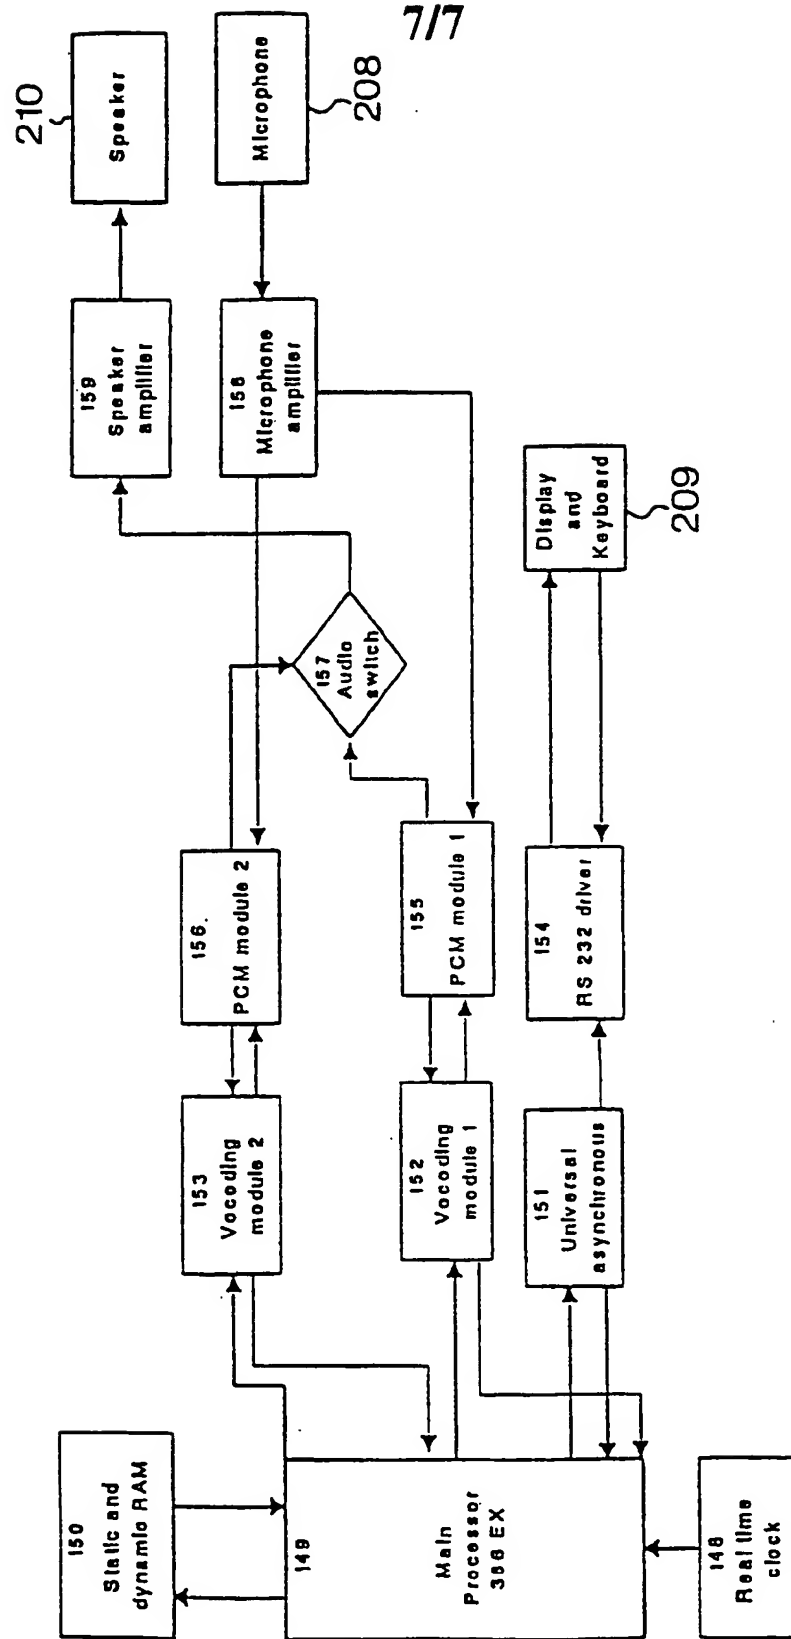 7/7
210
Speaker
Microphone
208
159
Speaker
amplifier
158
Microphone
amplifier
157
Audio
switch
Display
and
Keyboard
209
156.
PCM module 2
155
PCM module 1
154
RS 232 driver
153
Vocoding
module 2
152
Vocoding
module 1
151
Universal
asynchronous
150
Static and
dynamic RAM
149
Main
Processor
386 EX
148
Real time
clock